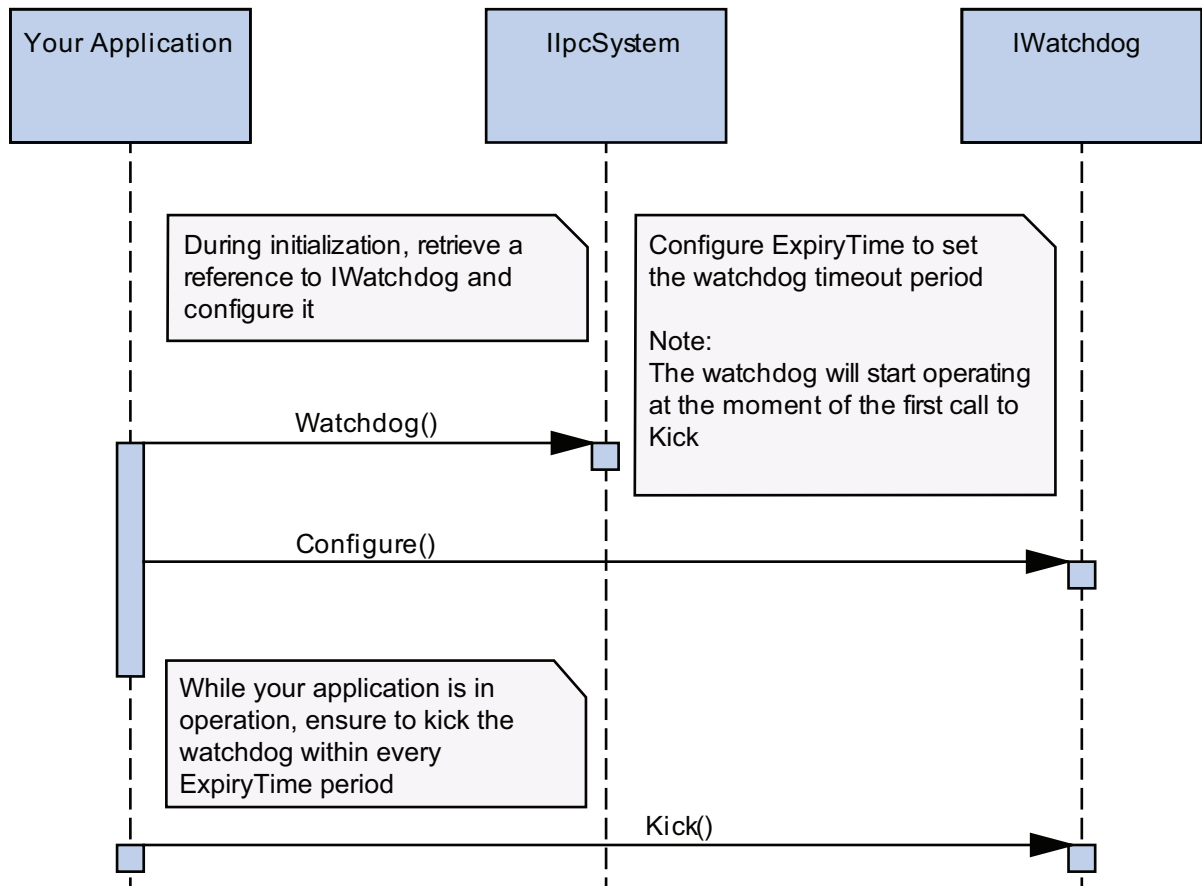 Your Application
IIpcSystem
IWatchdog
During initialization, retrieve a
reference to IWatchdog and
configure it
Configure ExpiryTime to set
the watchdog timeout period
Note:
The watchdog will start operating
at the moment of the first call to
Kick
Watchdog()
Configure()
While your application is in
operation, ensure to kick the
watchdog within every
ExpiryTime period
Kick()